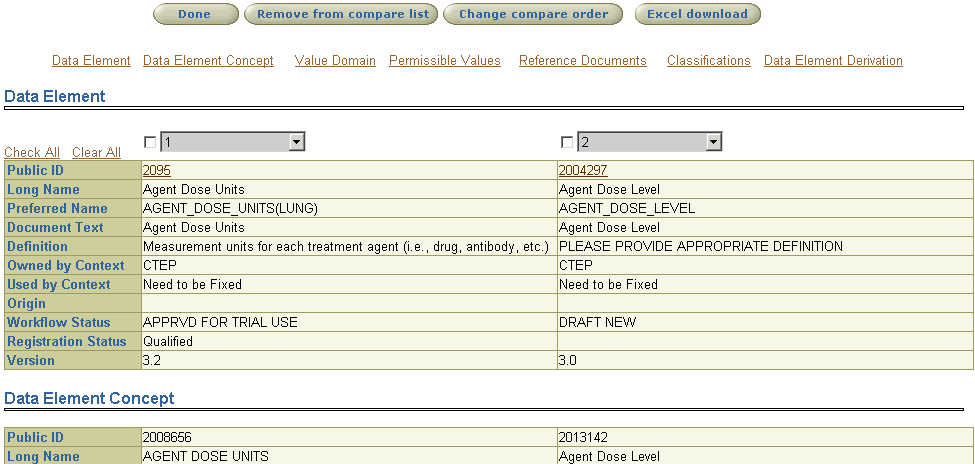 Done Remove from compare list Change compare order Excel download
Data Element Data Element Concept Value Domain Permissible Values Reference Documents Classifications Data Element Derivation
Data Element
1 2
Check All Clear All
Public ID 2095 2004297
Long Name Agent Dose Units Agent Dose Level
Preferred Name AGENT_DOSE_UNITS(LUNG) AGENT_DOSE_LEVEL
Document Text Agent Dose Units Agent Dose Level
Definition Measurement units for each treatment agent (i.e., drug, antibody, etc.) PLEASE PROVIDE APPROPRIATE DEFINITION
Owned by Context CTEP CTEP
Used by Context Need to be Fixed Need to be Fixed
Origin
Workflow Status APPRVD FOR TRIAL USE DRAFT NEW
Registration Status Qualified
Version 3.2 3.0
Data Element Concept
Public ID 2008656 2013142
Long Name AGENT DOSE UNITS Agent Dose Level